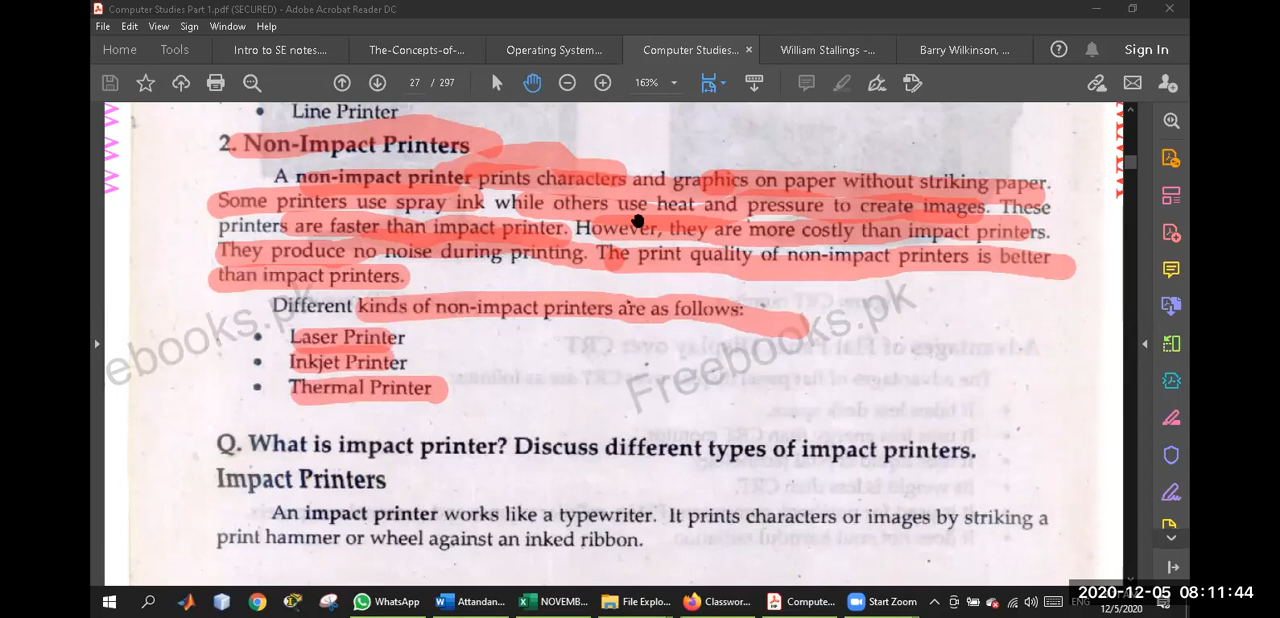 Computer Studies Part 1.pdf (SECURED) - Adobe Acrobat Reader DC
File Edit View Sign Window Help
Home Tools Intro to SE notes.... The-Concepts-of-... Operating System... Computer Studies... × William Stallings -... Barry Wilkinson, ... Sign In
27 / 297 163%
WWW
WWW
• Line Printer
2. Non-Impact Printers
A non-impact printer prints characters and graphics on paper without striking paper.
Some printers use spray ink while others use heat and pressure to create images. These
printers are faster than impact printer. However, they are more costly than impact printers.
They produce no noise during printing. The print quality of non-impact printers is better
than impact printers.
Different kinds of non-impact printers are as follows:
• Laser Printer
• Inkjet Printer
• Thermal Printer
ebooks.pk
Freebooks.pk
Q. What is impact printer? Discuss different types of impact printers.
Impact Printers
An impact printer works like a typewriter. It prints characters or images by striking a
print hammer or wheel against an inked ribbon.
WhatsApp Attandan... NOVEMB... File Explo... Classwor... Compute... Start Zoom ENG
2020-12-05 08:11:44
12/5/2020